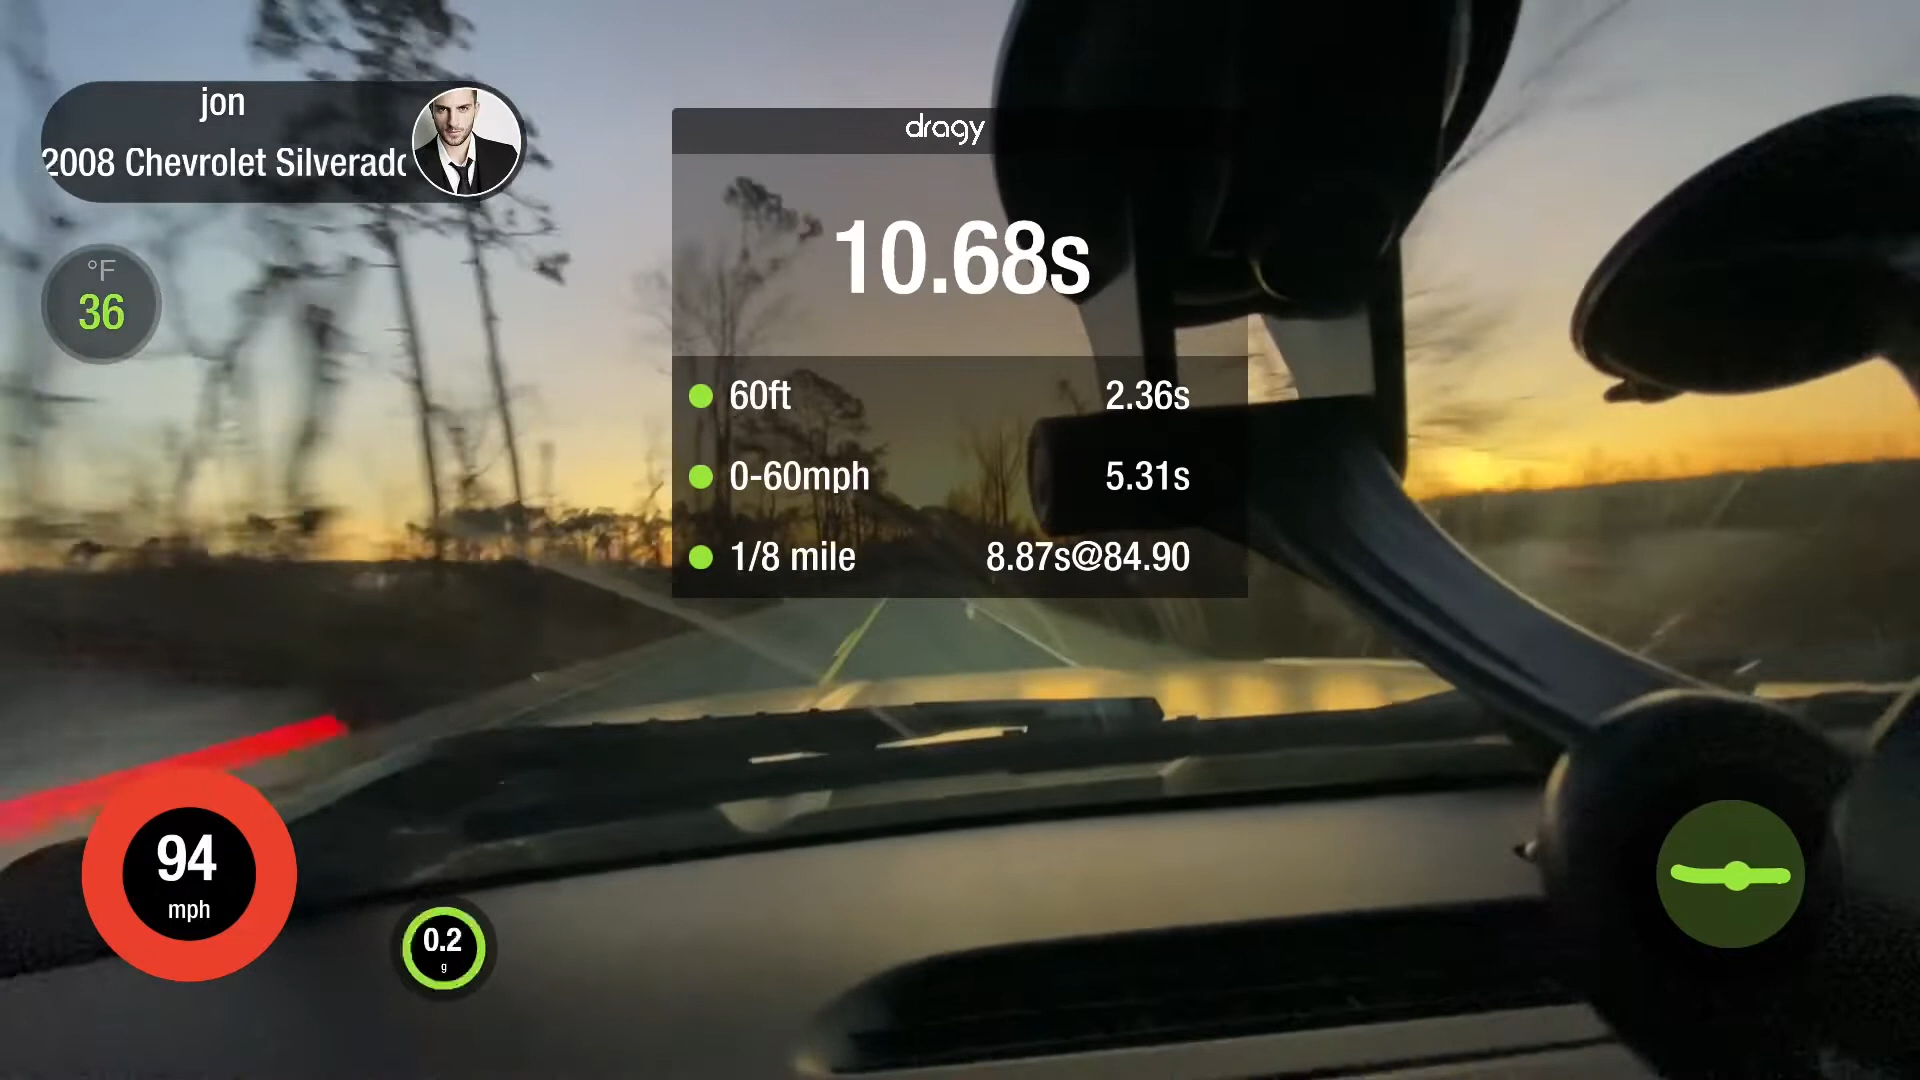 jon
2008 Chevrolet Silverado
°F
36
dragy
10.68s
60ft 2.36s
0-60mph 5.31s
1/8 mile 8.87s@84.90
94
mph
0.2
g